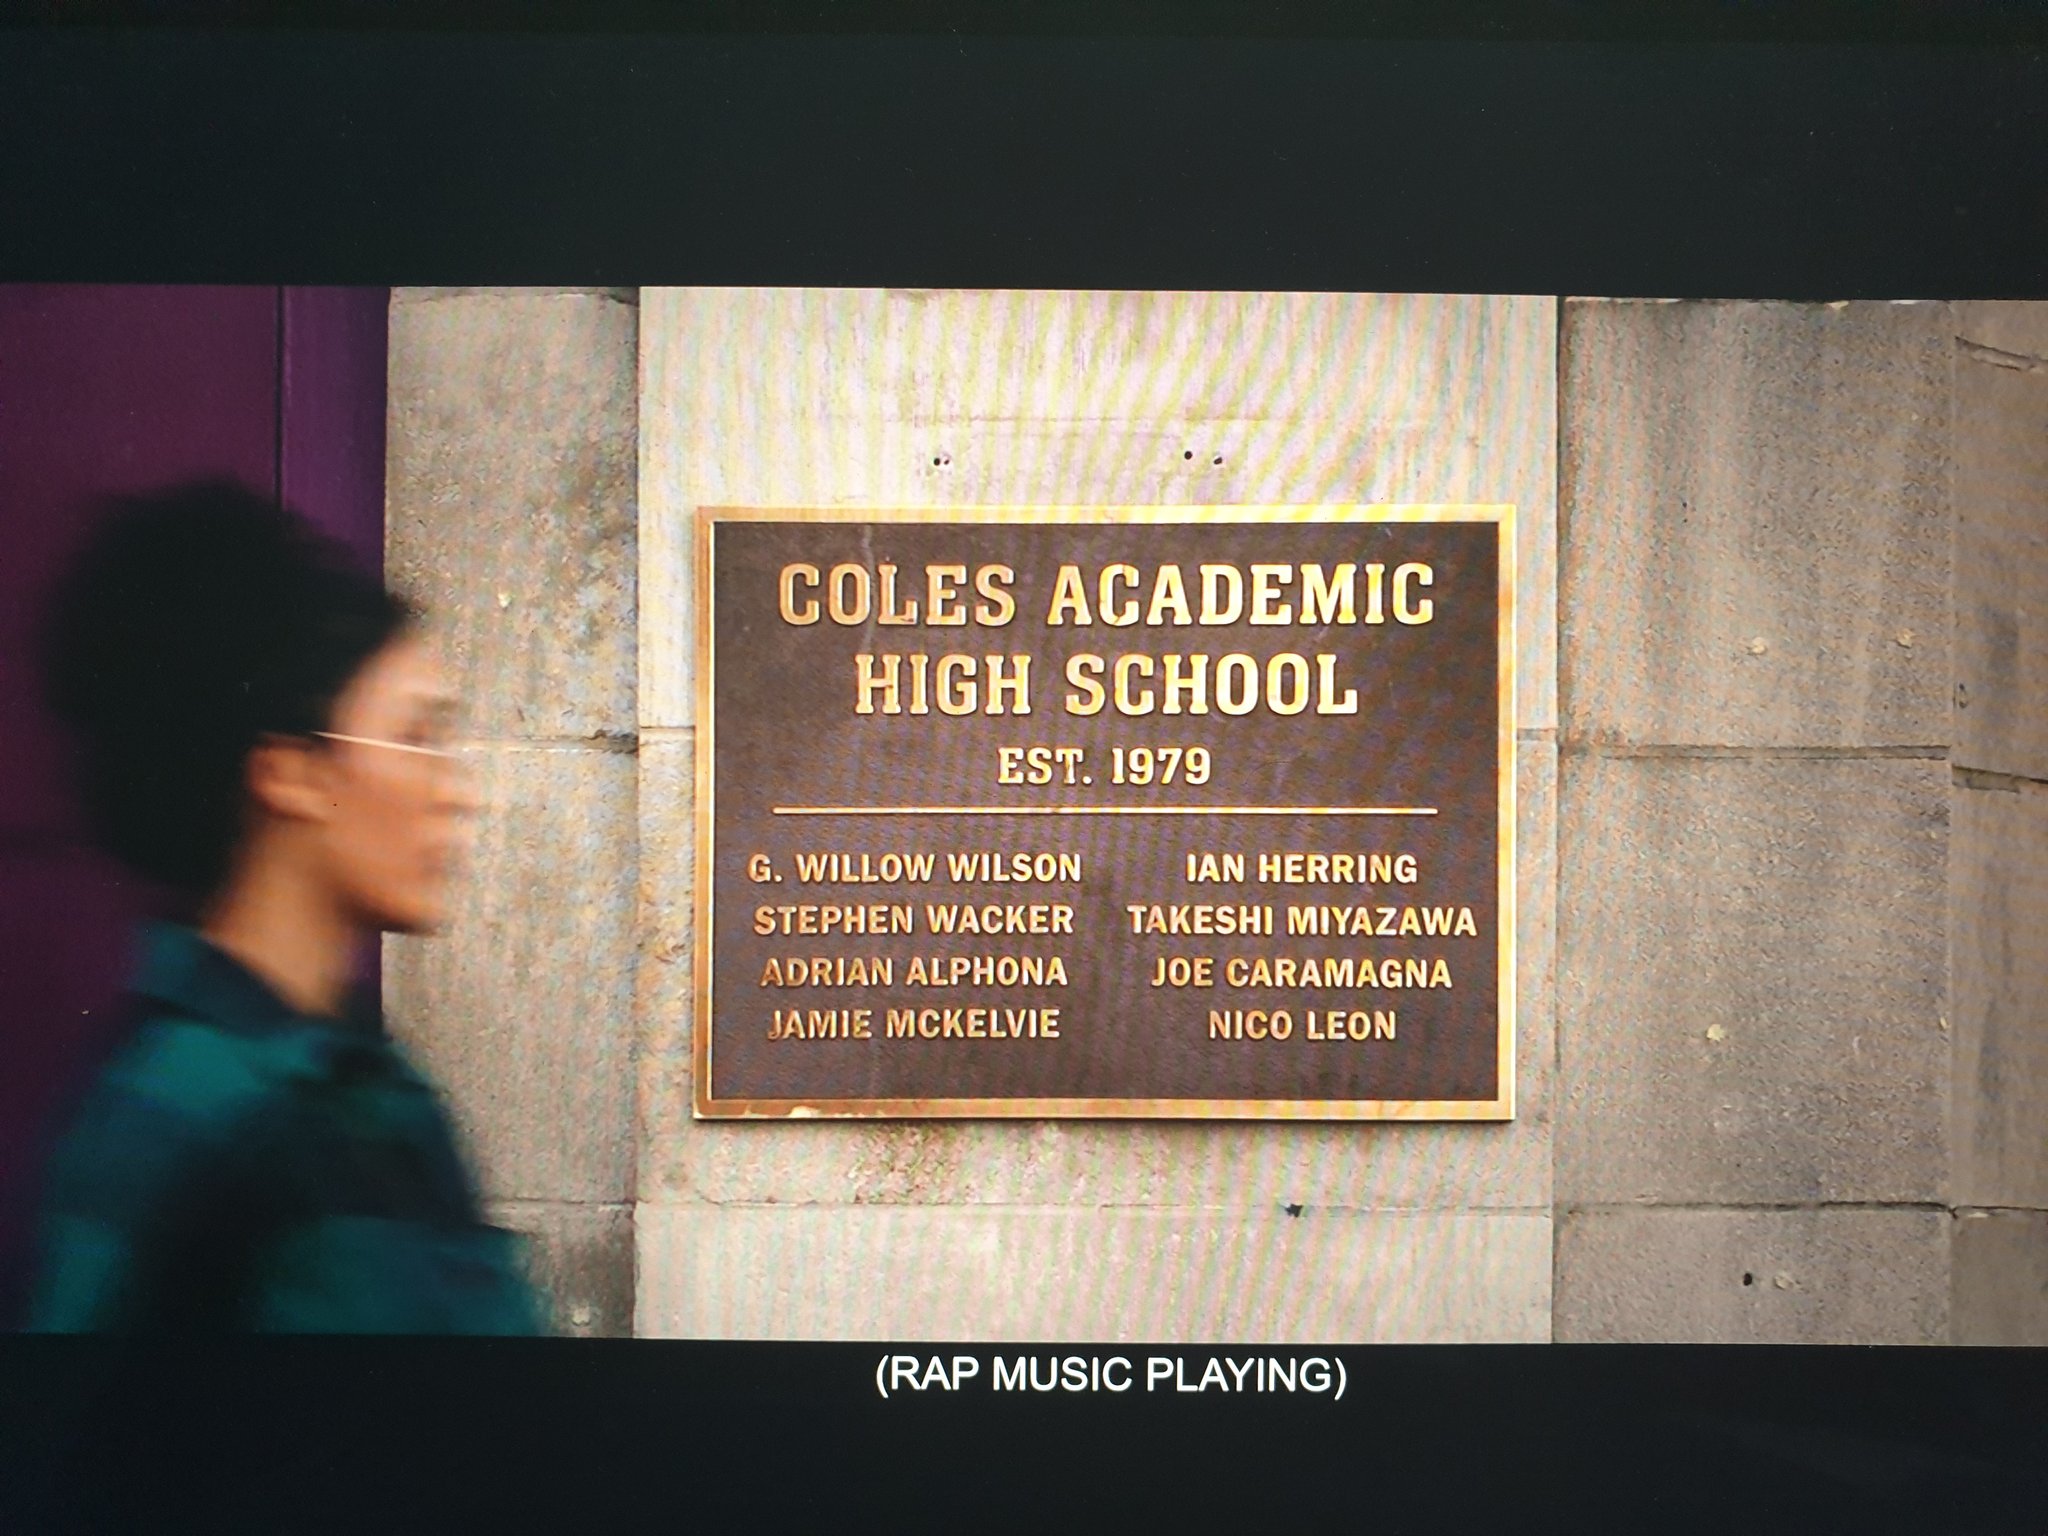 COLES ACADEMIC
HIGH SCHOOL
EST. 1979
G. WILLOW WILSON
STEPHEN WACKER
ADRIAN ALPHONA
JAMIE MCKELVIE
IAN HERRING
TAKESHI MIYAZAWA
JOE CARAMAGNA
NICO LEON
(RAP MUSIC PLAYING)